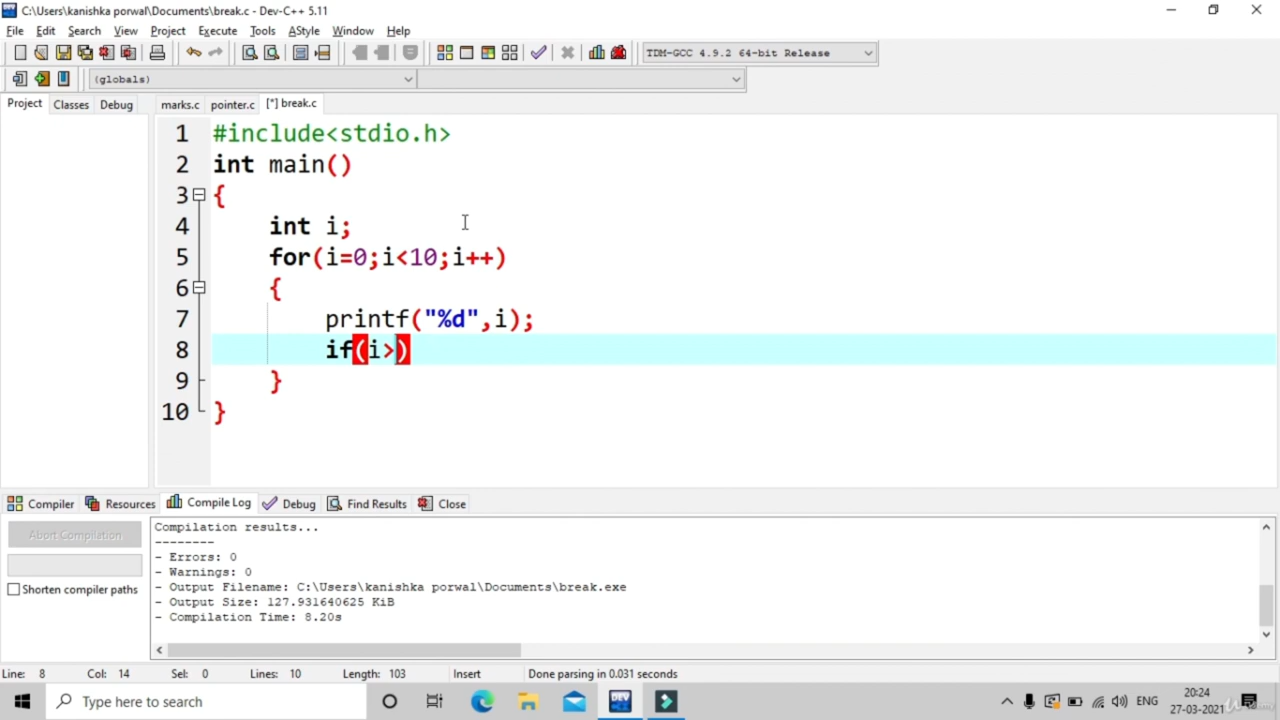 C:\Users\kanishka porwal\Documents\break.c - Dev-C++ 5.11
File Edit Search View Project Execute Tools AStyle Window Help
TDM-GCC 4.9.2 64-bit Release
(globals)
Project Classes Debug marks.c pointer.c [*] break.c
1 #include<stdio.h>
2 int main()
3 {
4 int i;
5 for(i=0;i<10;i++)
6 {
7 printf("%d",i);
8 if(i>)
9 }
10 }
Compiler Resources Compile Log Debug Find Results Close
Abort Compilation
Shorten compiler paths
Compilation results...
--------
- Errors: 0
- Warnings: 0
- Output Filename: C:\Users\kanishka porwal\Documents\break.exe
- Output Size: 127.931640625 KiB
- Compilation Time: 8.20s
Line: 8 Col: 14 Sel: 0 Lines: 10 Length: 103 Insert Done parsing in 0.031 seconds
DEV
Type here to search
ENG
20:24
27-03-2021
Udemy